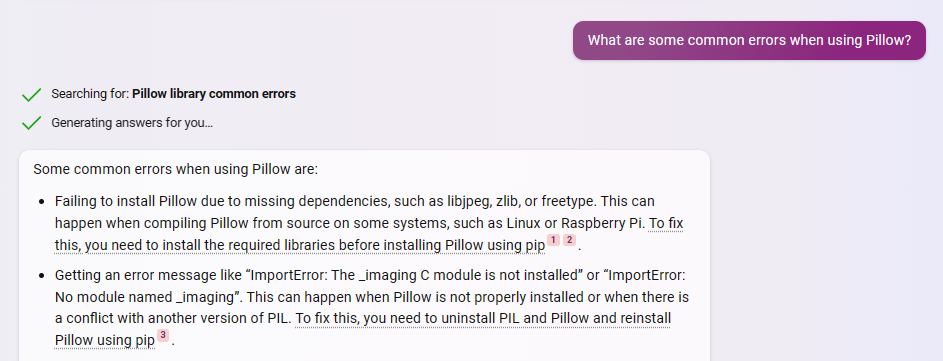 What are some common errors when using Pillow?
Searching for: Pillow library common errors
Generating answers for you...
Some common errors when using Pillow are:
• Failing to install Pillow due to missing dependencies, such as libjpeg, zlib, or freetype. This can
happen when compiling Pillow from source on some systems, such as Linux or Raspberry Pi. To fix
this, you need to install the required libraries before installing Pillow using pip 1 2 .
• Getting an error message like “ImportError: The _imaging C module is not installed” or “ImportError:
No module named _imaging”. This can happen when Pillow is not properly installed or when there is
a conflict with another version of PIL. To fix this, you need to uninstall PIL and Pillow and reinstall
Pillow using pip 3 .